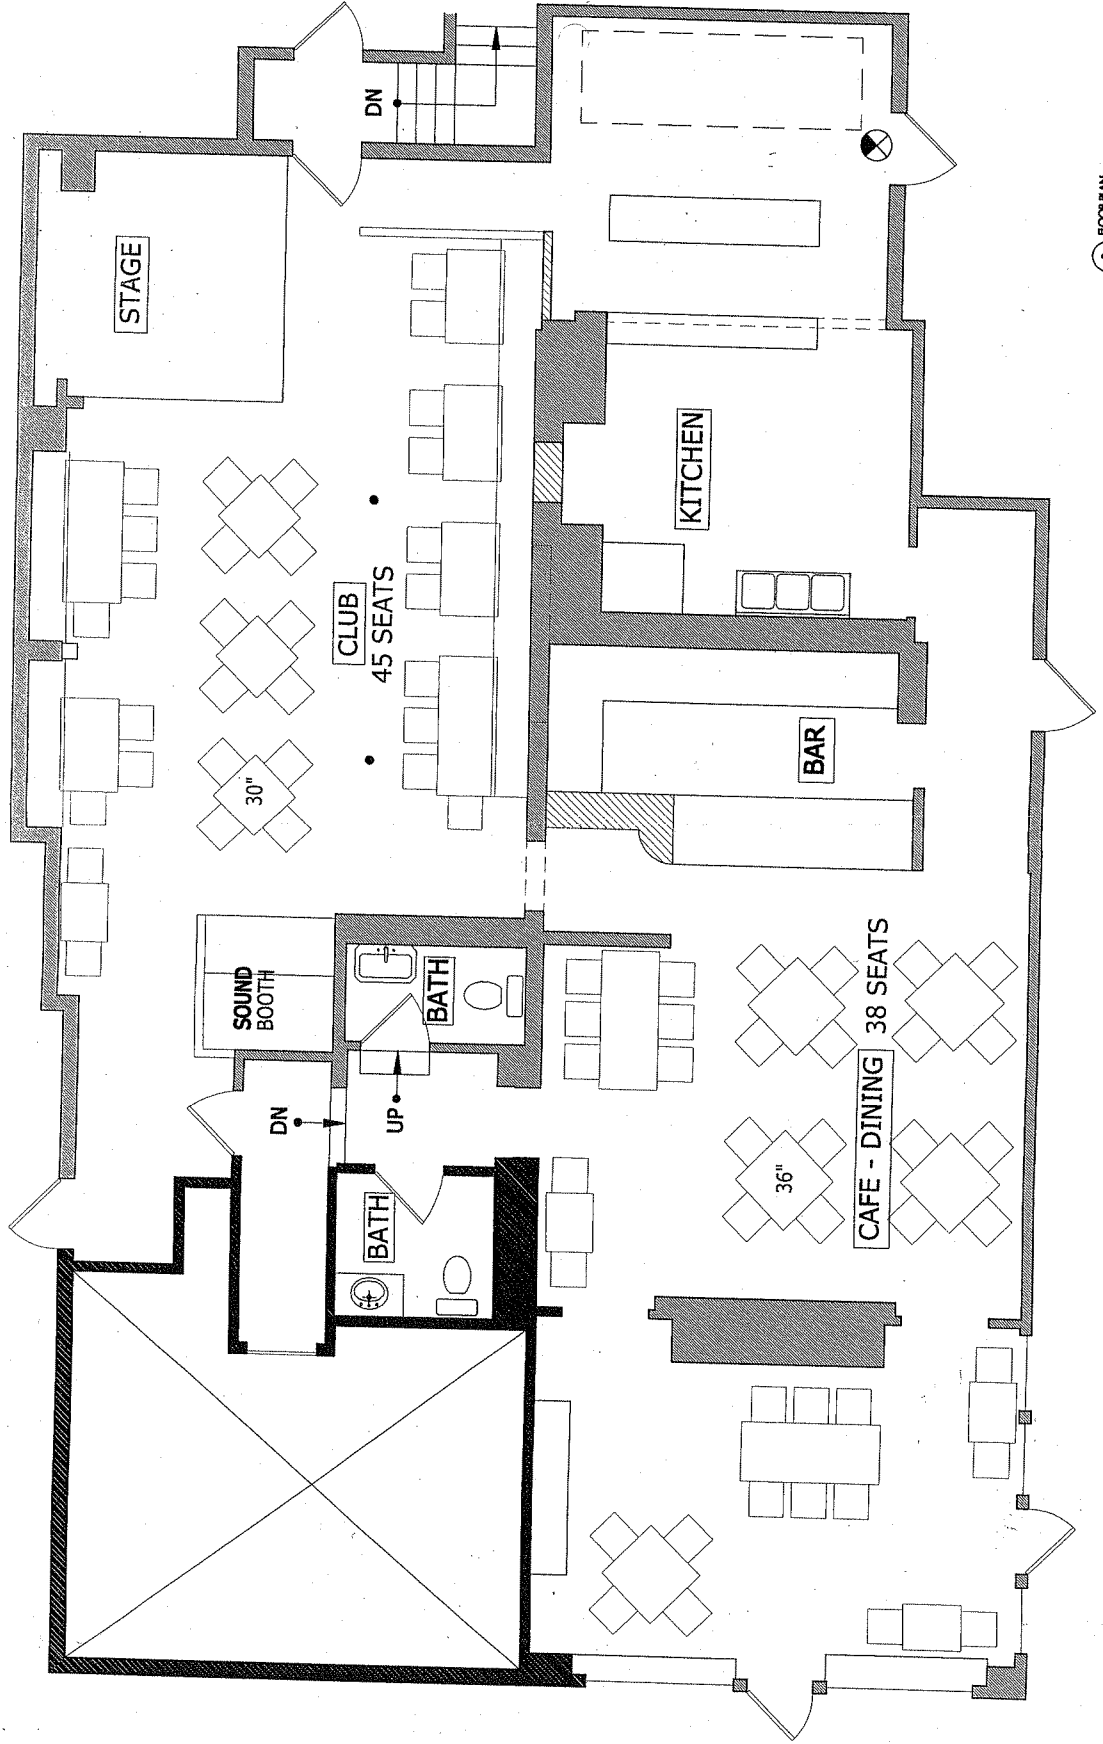 STAGE
DN
CLUB
45 SEATS
30"
KITCHEN
BAR
SOUND
BOOTH
BATH
DN
UP
BATH
CAFE - DINING
38 SEATS
36"